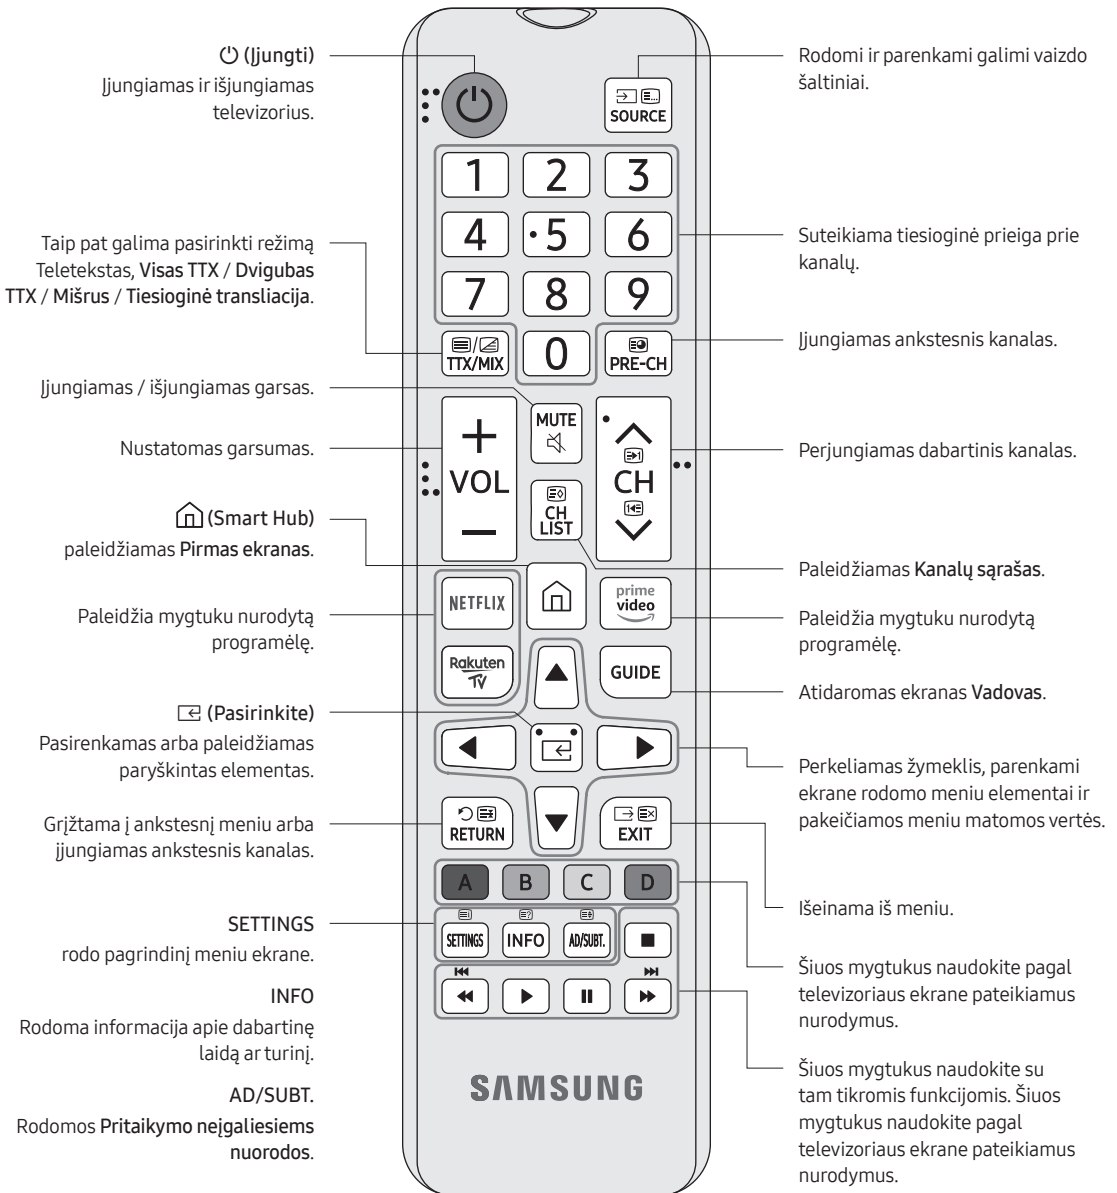 (Įjungti)
Įjungiamas ir išjungiamas
televizorius.
Taip pat galima pasirinkti režimą
Teletekstas, Visas TTX / Dvigubas
TTX / Mišrus / Tiesioginė transliacija.
Įjungiamas / išjungiamas garsas.
Nustatomas garsumas.
(Smart Hub)
paleidžiamas Pirmas ekranas.
Paleidžia mygtuku nurodytą
programėlę.
(Pasirinkite)
Pasirenkamas arba paleidžiamas
paryškintas elementas.
Grįžtama į ankstesnį meniu arba
įjungiamas ankstesnis kanalas.
SETTINGS
rodo pagrindinį meniu ekrane.
INFO
Rodoma informacija apie dabartinę
laidą ar turinį.
AD/SUBT.
Rodomos Pritaikymo neįgaliesiems
nuorodos.
SOURCE
1 2 3
4 5 6
7 8 9
TTX/MIX 0 PRE-CH
MUTE
VOL
CH
CH
LIST
NETFLIX
prime
video
Rakuten
TV
GUIDE
RETURN
EXIT
A B C D
SETTINGS INFO AD/SUBT.
SAMSUNG
Rodomi ir parenkami galimi vaizdo
šaltiniai.
Suteikiama tiesioginė prieiga prie
kanalų.
Įjungiamas ankstesnis kanalas.
Perjungiamas dabartinis kanalas.
Paleidžiamas Kanalų sąrašas.
Paleidžia mygtuku nurodytą
programėlę.
Atidaromas ekranas Vadovas.
Perkeliamas žymeklis, parenkami
ekrane rodomo meniu elementai ir
pakeičiamos meniu matomos vertės.
Išeinama iš meniu.
Šiuos mygtukus naudokite pagal
televizoriaus ekrane pateikiamus
nurodymus.
Šiuos mygtukus naudokite su
tam tikromis funkcijomis. Šiuos
mygtukus naudokite pagal
televizoriaus ekrane pateikiamus
nurodymus.